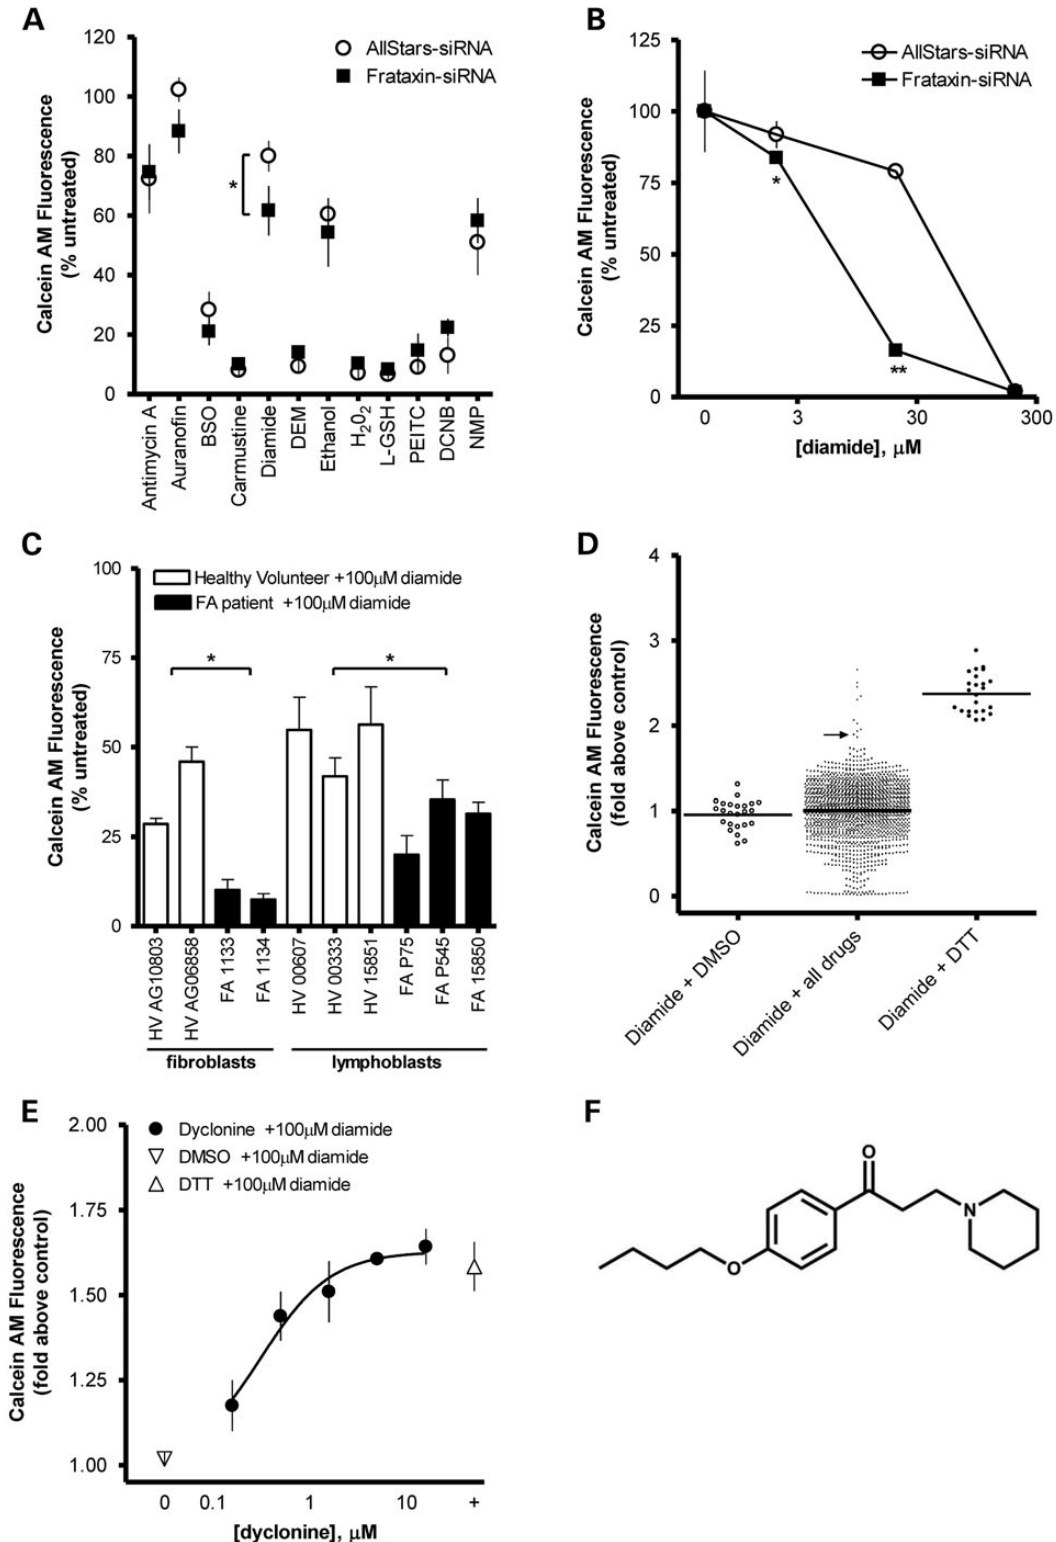 A
120
100
80
60
40
20
0
Calcein AM Fluorescence
(% untreated)
AllStars-siRNA
Frataxin-siRNA
*
Antimycin A
Auranofin
BSO
Carmustine
Diamide
DEM
Ethanol
H₂0₂
L-GSH
PEITC
DCNB
NMP
B
125
100
75
50
25
0
Calcein AM Fluorescence
(% untreated)
AllStars-siRNA
Frataxin-siRNA
*
**
0 3 30 300
[diamide], μM
C
100
75
50
25
0
Calcein AM Fluorescence
(% untreated)
Healthy Volunteer +100μM diamide
FA patient +100μM diamide
* *
HV AG10803
HV AG06858
FA 1133
FA 1134
HV 00607
HV 00333
HV 15851
FA P75
FA P545
FA 15850
fibroblasts lymphoblasts
D
4
3
2
1
0
Calcein AM Fluorescence
(fold above control)
Diamide + DMSO
Diamide + all drugs
Diamide + DTT
E
2.00
1.75
1.50
1.25
1.00
Calcein AM Fluorescence
(fold above control)
Dyclonine +100μM diamide
DMSO +100μM diamide
DTT +100μM diamide
0 0.1 1 10 +
[dyclonine], μM
F
O
N
O